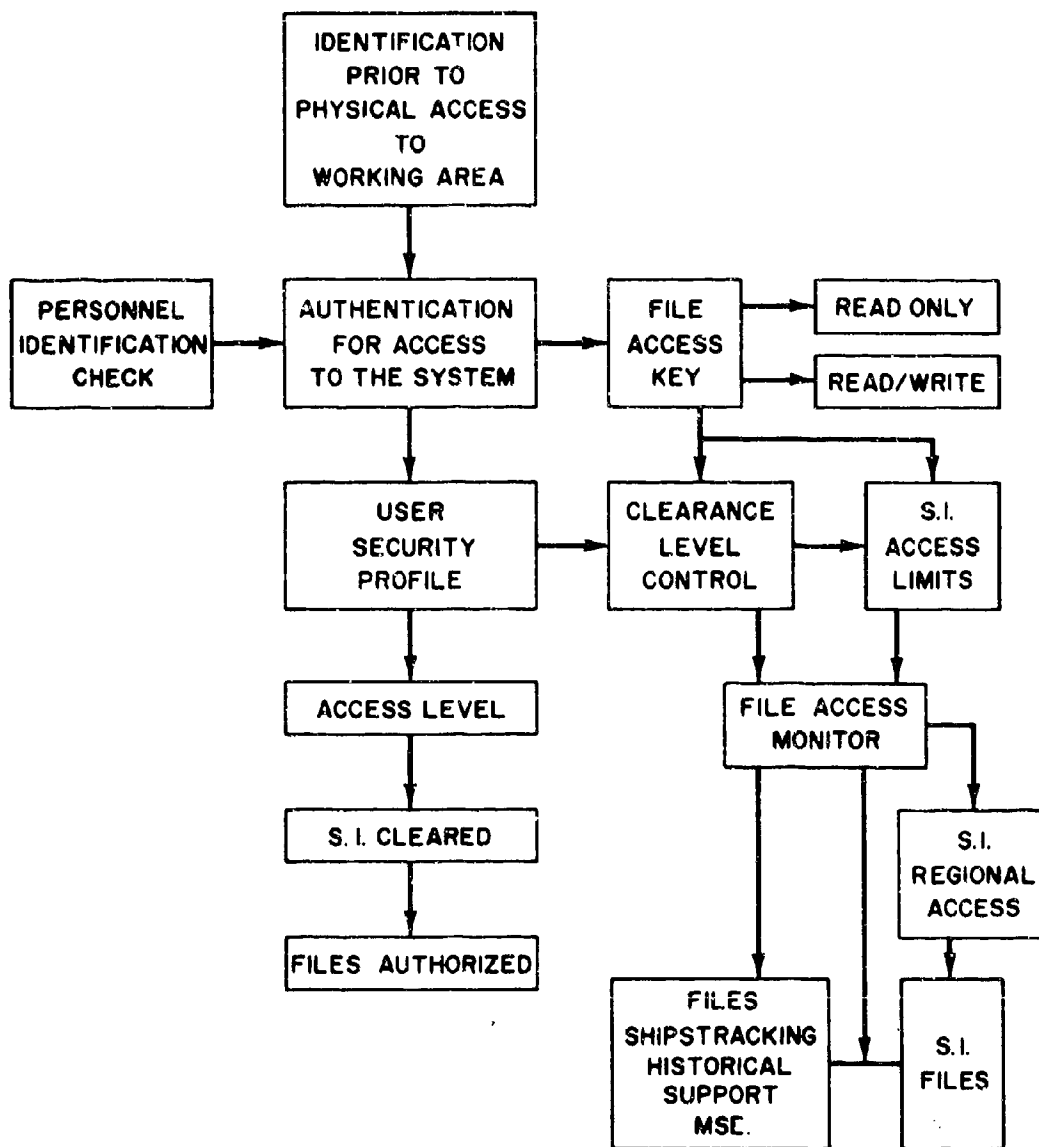 IDENTIFICATION
PRIOR TO
PHYSICAL ACCESS
TO
WORKING AREA
PERSONNEL
IDENTIFICATION
CHECK
AUTHENTICATION
FOR ACCESS
TO THE SYSTEM
FILE
ACCESS
KEY
READ ONLY
READ/WRITE
USER
SECURITY
PROFILE
CLEARANCE
LEVEL
CONTROL
S.I.
ACCESS
LIMITS
ACCESS LEVEL
FILE ACCESS
MONITOR
S.I. CLEARED
S.I.
REGIONAL
ACCESS
FILES AUTHORIZED
FILES
SHIPSTRACKING
HISTORICAL
SUPPORT
MSE.
S.I.
FILES